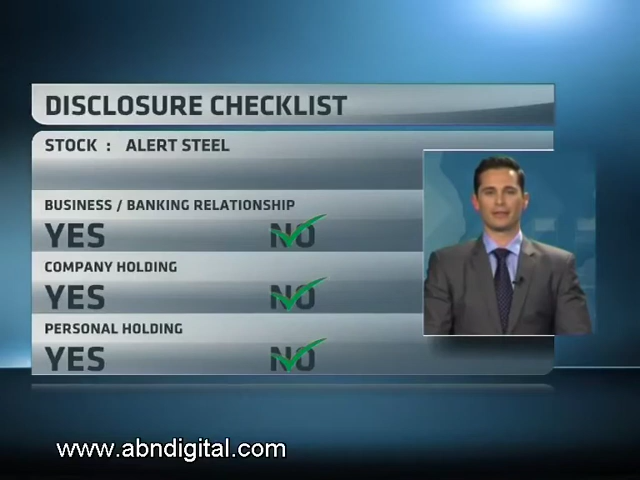 DISCLOSURE CHECKLIST
STOCK : ALERT STEEL
BUSINESS / BANKING RELATIONSHIP
YES NO
COMPANY HOLDING
YES NO
PERSONAL HOLDING
YES NO
www.abndigital.com